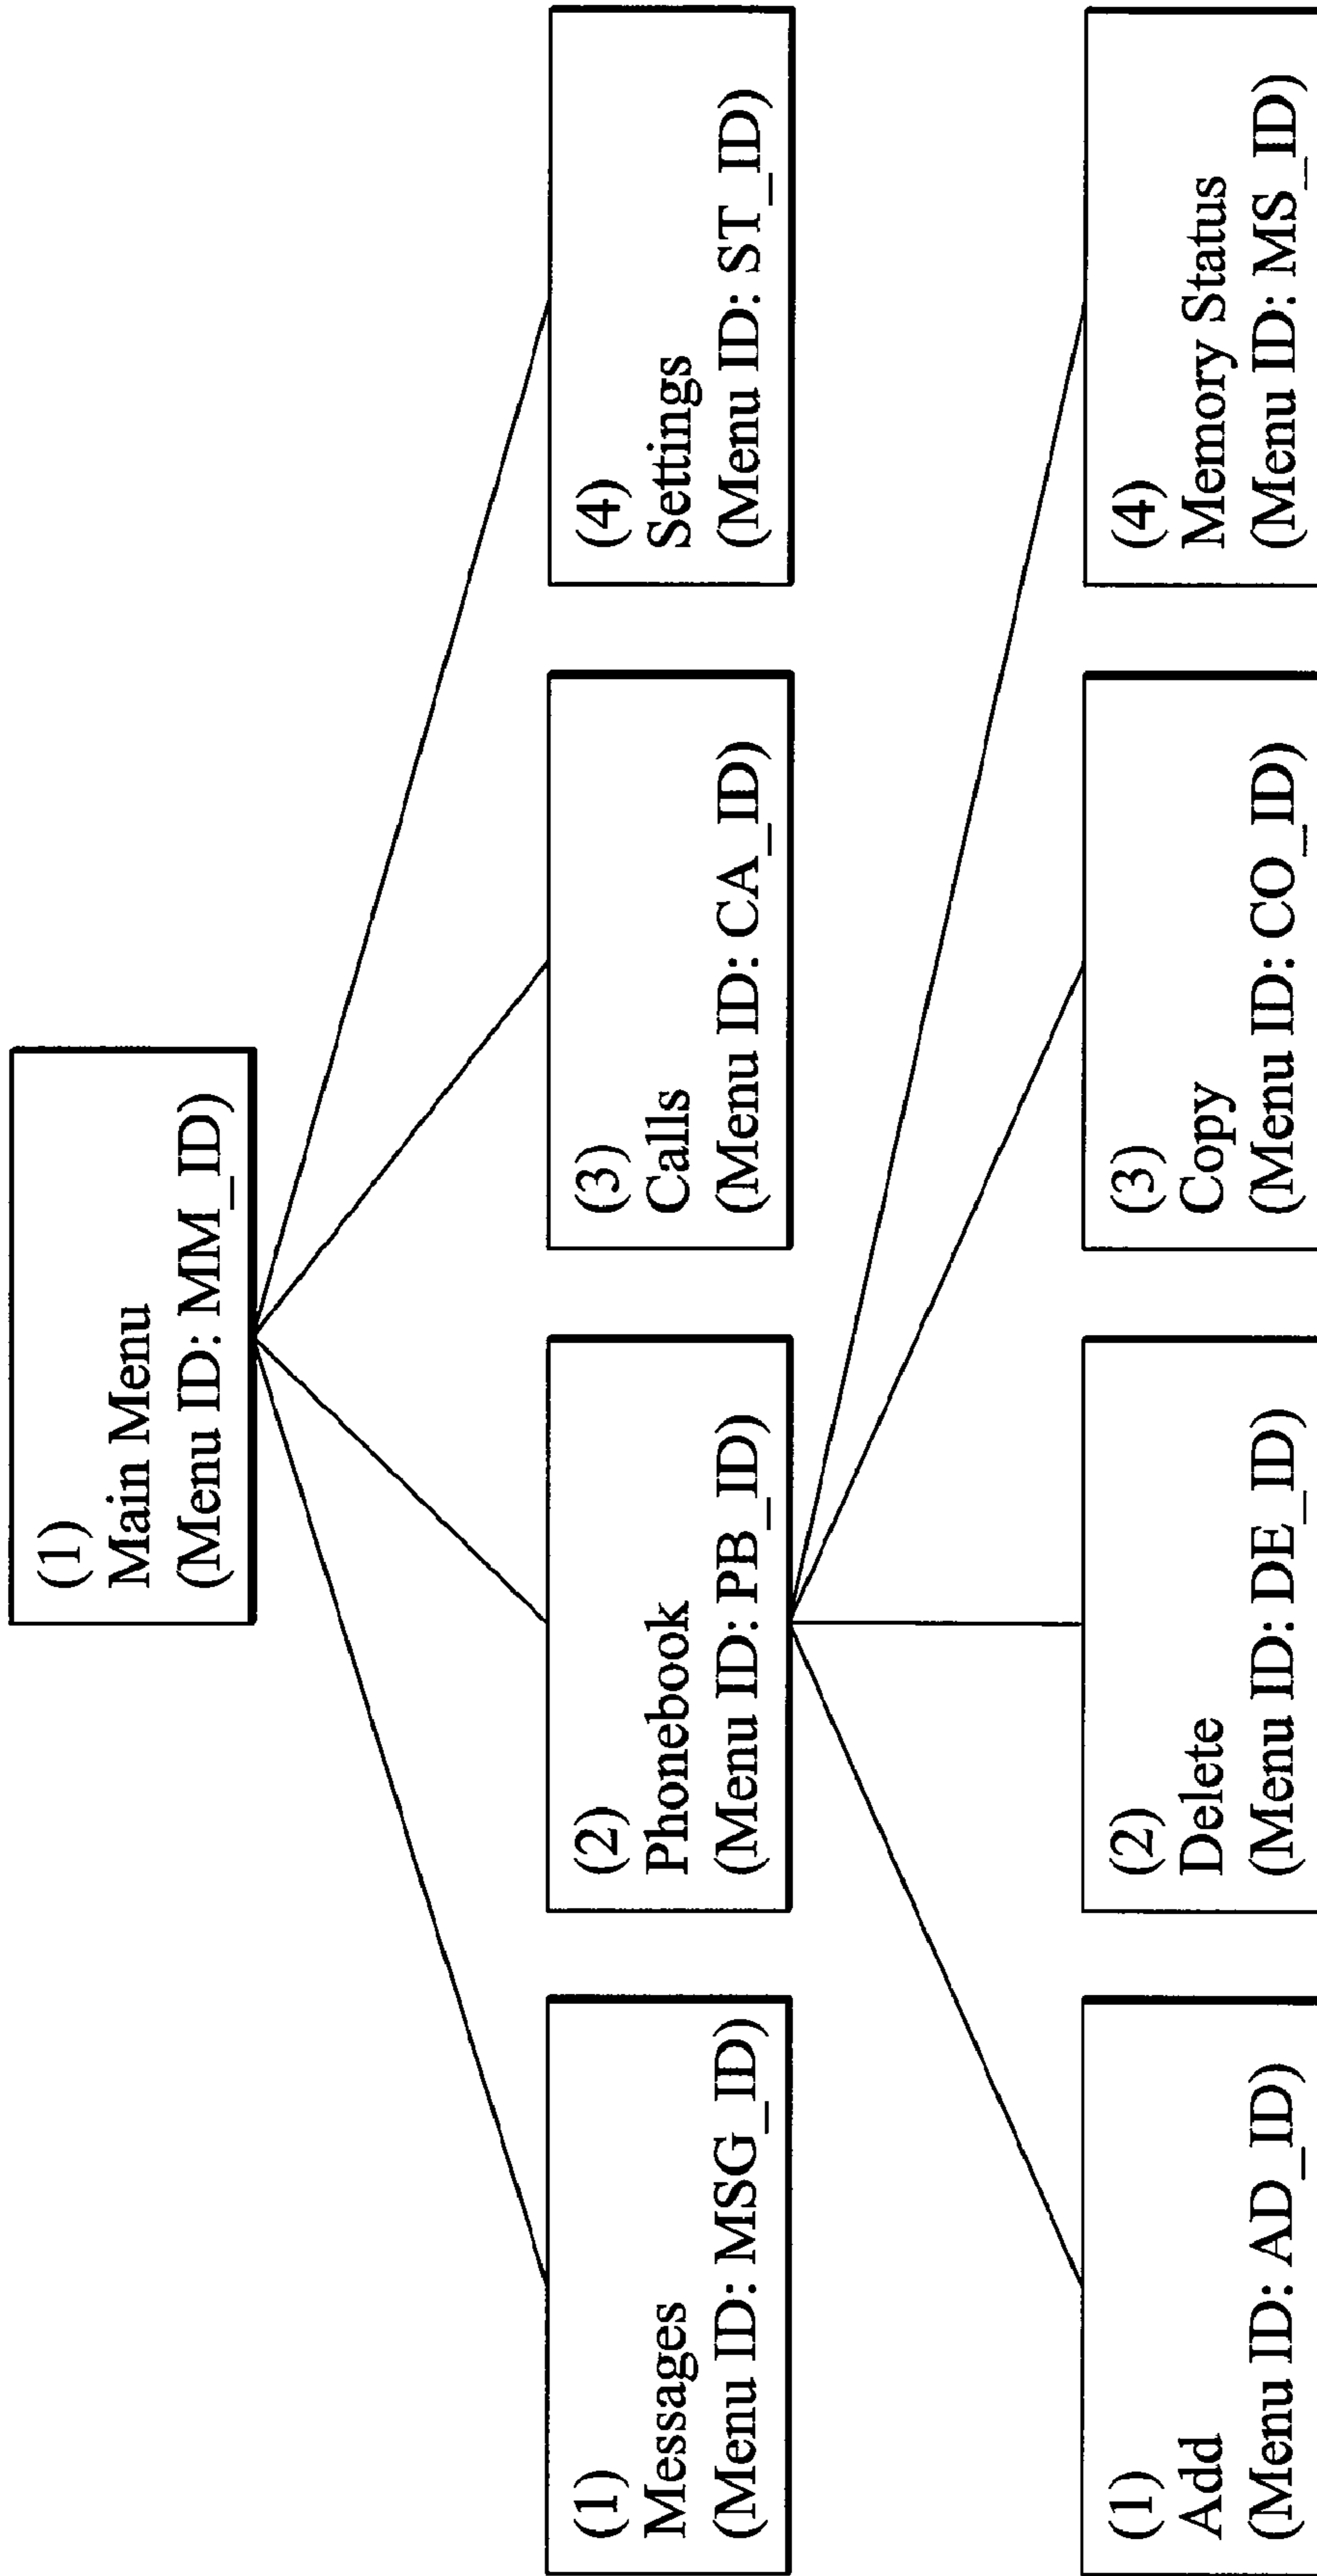 (1)
Main Menu
(Menu ID: MM_ID)
(1)
Messages
(Menu ID: MSG_ID)
(2)
Phonebook
(Menu ID: PB_ID)
(3)
Calls
(Menu ID: CA_ID)
(4)
Settings
(Menu ID: ST_ID)
(1)
Add
(Menu ID: AD_ID)
(2)
Delete
(Menu ID: DE_ID)
(3)
Copy
(Menu ID: CO_ID)
(4)
Memory Status
(Menu ID: MS_ID)